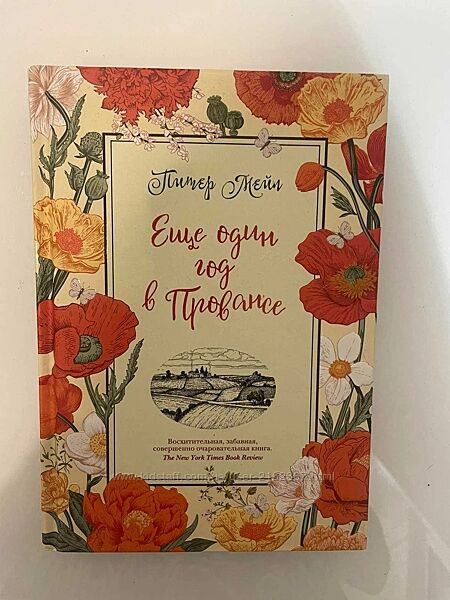 Питер Мейл
Еще один
год
в Провансе
Восхитительная, забавная,
совершенно очаровательная книга.
The New York Times Book Review